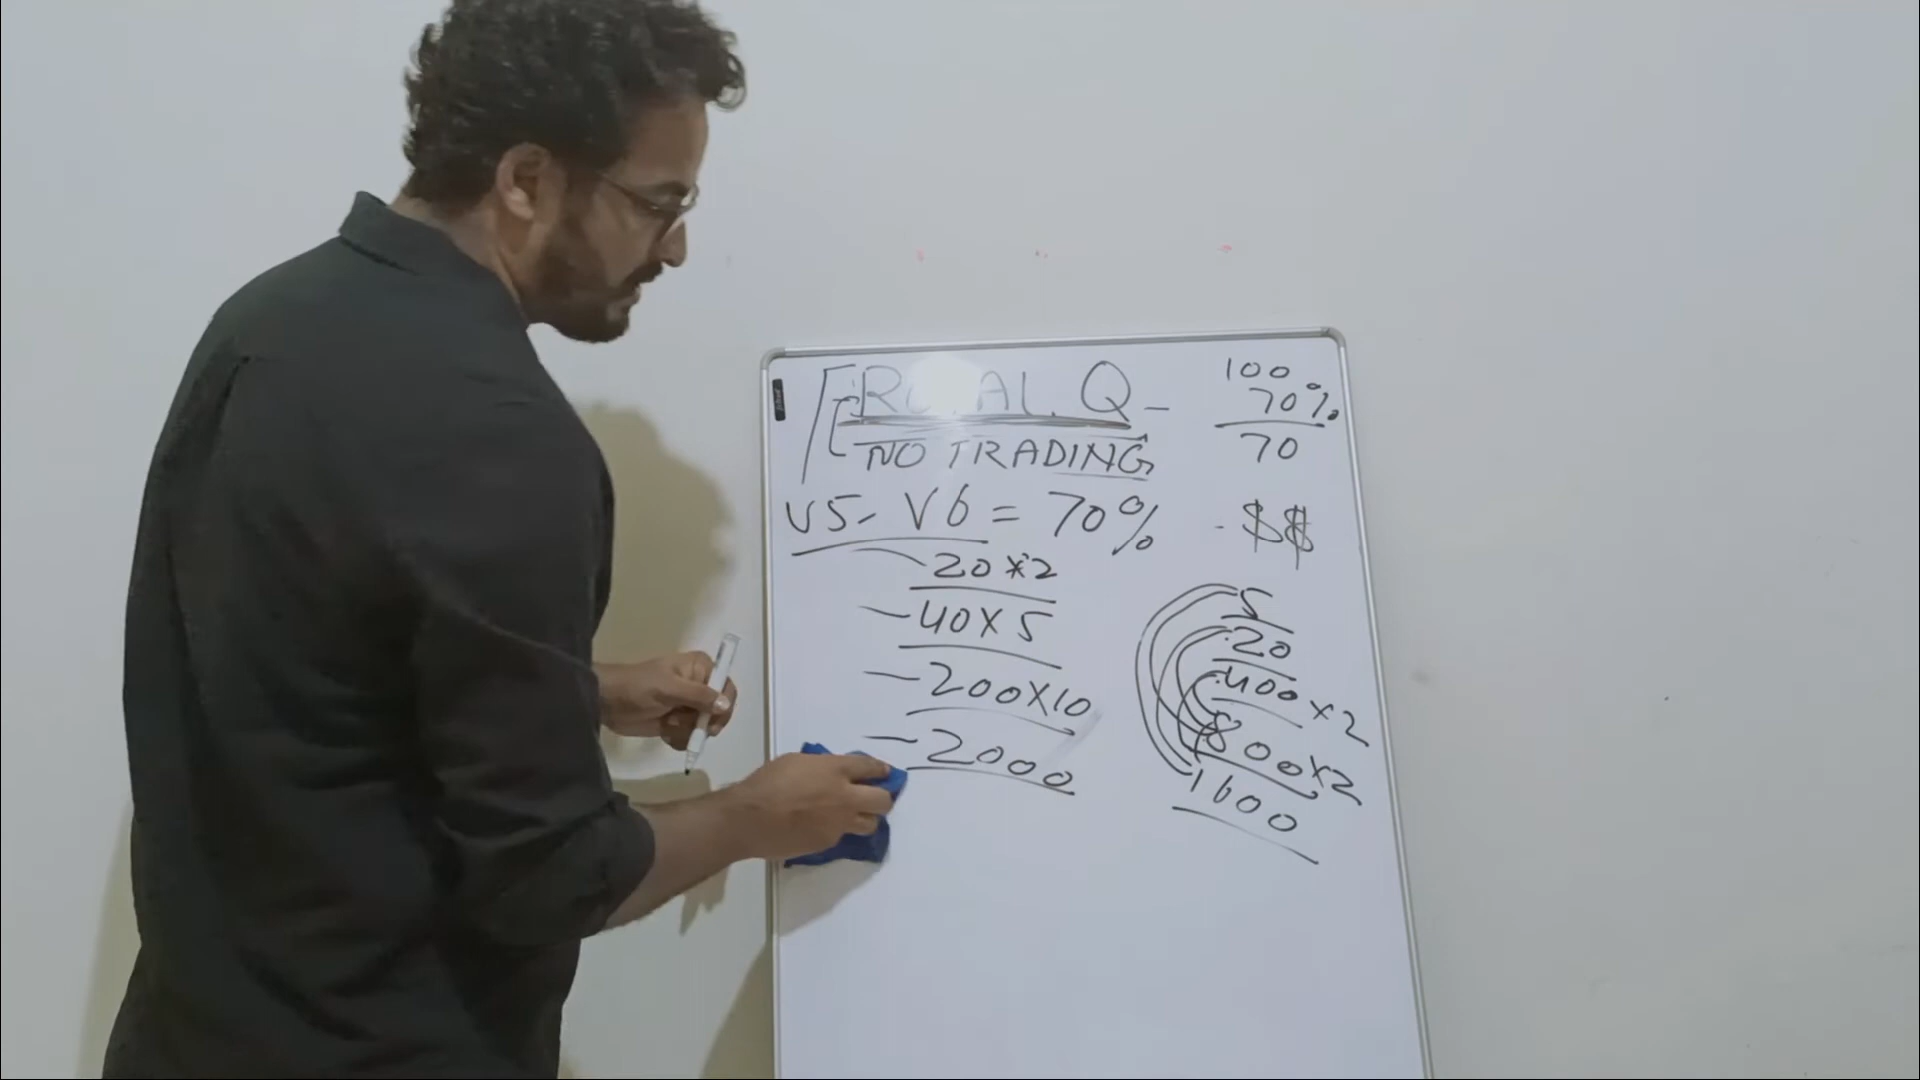 ROYAL Q -
NO TRADING
V5- V6 = 70%
- 20 x 2
- 40 x 5
- 200 x 10
- 2000
100
70%
70
- $$
5
20
400 x 2
800 x 2
1600